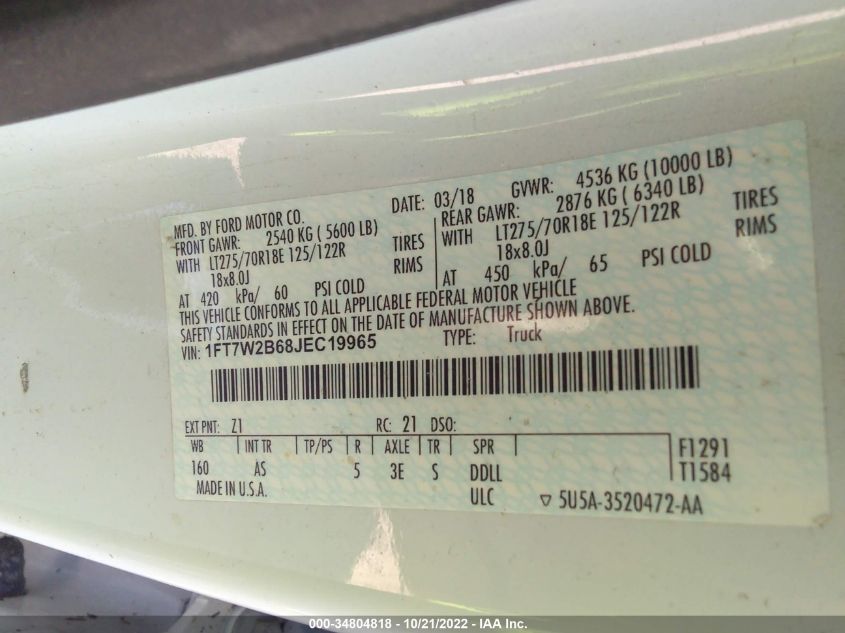 MFD. BY FORD MOTOR CO.
DATE: 03/18 GVWR: 4536 KG (10000 LB)
FRONT GAWR: 2540 KG ( 5600 LB)
REAR GAWR: 2876 KG ( 6340 LB)
WITH LT275/70R18E 125/122R TIRES
WITH LT275/70R18E 125/122R TIRES
18x8.0J RIMS
18x8.0J RIMS
AT 420 kPa/ 60 PSI COLD
AT 450 kPa/ 65 PSI COLD
THIS VEHICLE CONFORMS TO ALL APPLICABLE FEDERAL MOTOR VEHICLE
SAFETY STANDARDS IN EFFECT ON THE DATE OF MANUFACTURE SHOWN ABOVE.
VIN: 1FT7W2B68JEC19965 TYPE: Truck
EXT PNT: Z1 RC: 21 DSO:
WB INT TR TP/PS R AXLE TR SPR F1291
160 AS 5 3E S DDLL T1584
MADE IN U.S.A. ULC 5U5A-3520472-AA
000-34804818 - 10/21/2022 - IAA Inc.